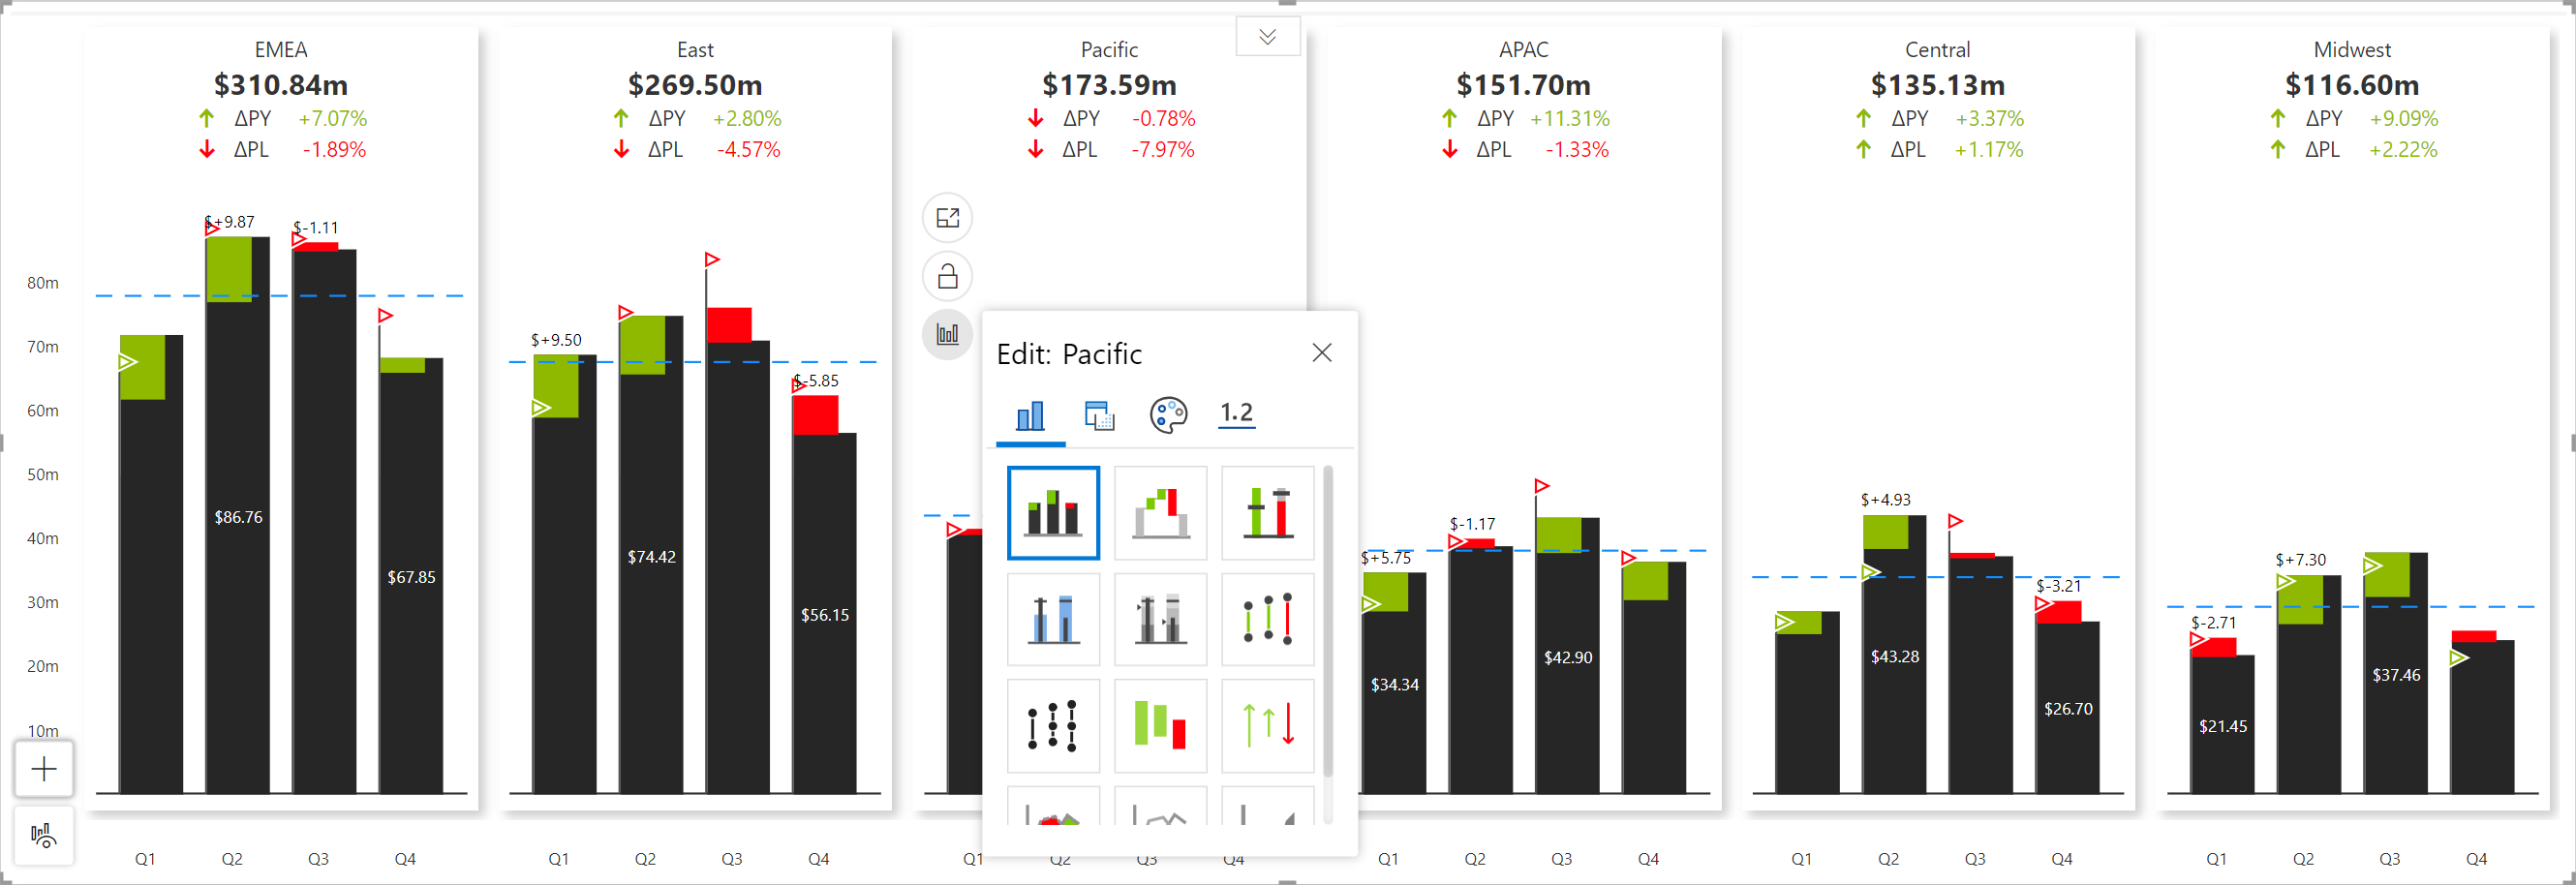 EMEA
$310.84m
ΔPY +7.07%
ΔPL -1.89%
East
$269.50m
ΔPY +2.80%
ΔPL -4.57%
Pacific
$173.59m
ΔPY -0.78%
ΔPL -7.97%
APAC
$151.70m
ΔPY +11.31%
ΔPL -1.33%
Central
$135.13m
ΔPY +3.37%
ΔPL +1.17%
Midwest
$116.60m
ΔPY +9.09%
ΔPL +2.22%
80m
70m
60m
50m
40m
30m
20m
10m
$+9.87
$-1.11
$86.76
$67.85
Q1 Q2 Q3 Q4
$+9.50
$-5.85
$74.42
$56.15
Q1 Q2 Q3 Q4
Edit: Pacific
1.2
Q1 Q2 Q3 Q4
$+5.75
$-1.17
$34.34
$42.90
Q1 Q2 Q3 Q4
$+4.93
$-3.21
$43.28
$26.70
Q1 Q2 Q3 Q4
$-2.71
$+7.30
$21.45
$37.46
Q1 Q2 Q3 Q4